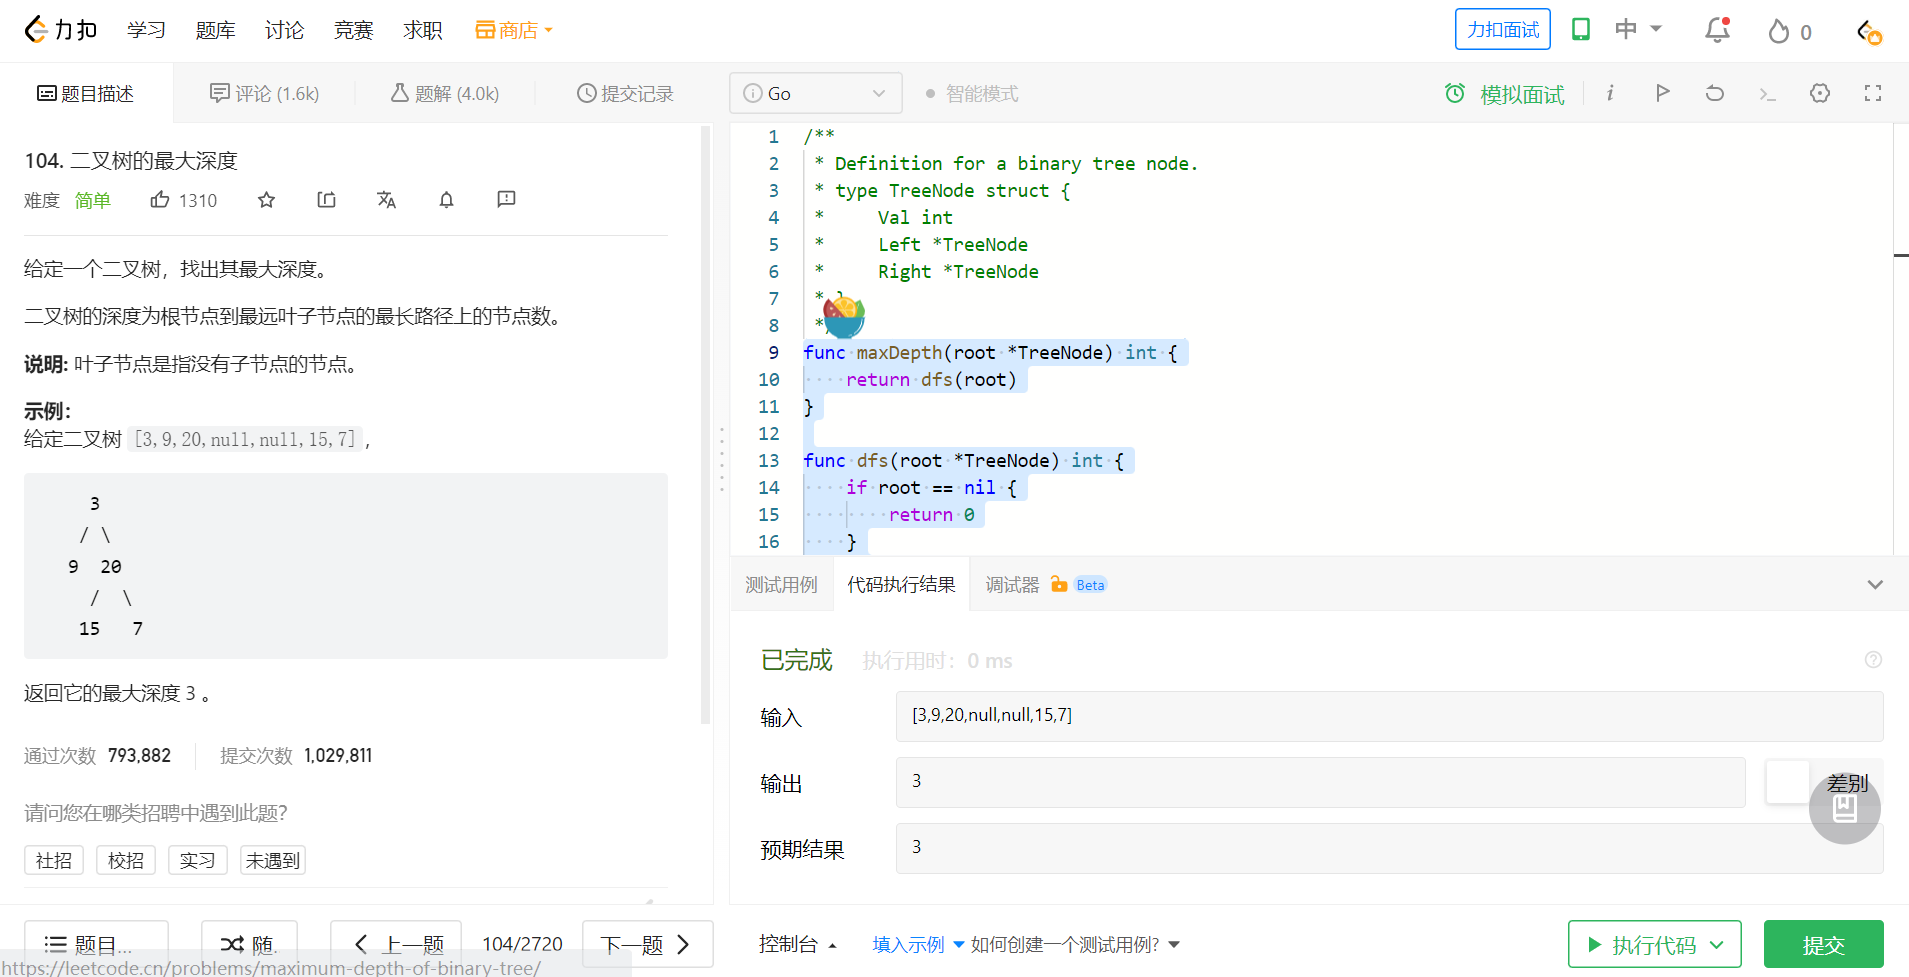 力扣 学习 题库 讨论 竞赛 求职 商店 力扣面试 中 0
题目描述 评论 (1.6k) 题解 (4.0k) 提交记录
104. 二叉树的最大深度
难度 简单 1310
给定一个二叉树，找出其最大深度。
二叉树的深度为根节点到最远叶子节点的最长路径上的节点数。
说明: 叶子节点是指没有子节点的节点。
示例：
给定二叉树 [3,9,20,null,null,15,7]，
3
/ \
9 20
/ \
15 7
返回它的最大深度 3 。
通过次数 793,882 提交次数 1,029,811
请问您在哪类招聘中遇到此题?
社招 校招 实习 未遇到
题目... 随. 上一题 104/2720 下一题
https://leetcode.cn/problems/maximum-depth-of-binary-tree/
i Go 智能模式 模拟面试 i
1 /**
2 * Definition for a binary tree node.
3 * type TreeNode struct {
4 * Val int
5 * Left *TreeNode
6 * Right *TreeNode
7 *
8 *
9 func maxDepth(root *TreeNode) int {
10 return dfs(root)
11 }
12
13 func dfs(root *TreeNode) int {
14 if root == nil {
15 return 0
16 }
测试用例 代码执行结果 调试器 Beta
已完成 执行用时：0 ms
输入 [3,9,20,null,null,15,7]
输出 3 差别
预期结果 3
控制台 填入示例 如何创建一个测试用例? 执行代码 提交